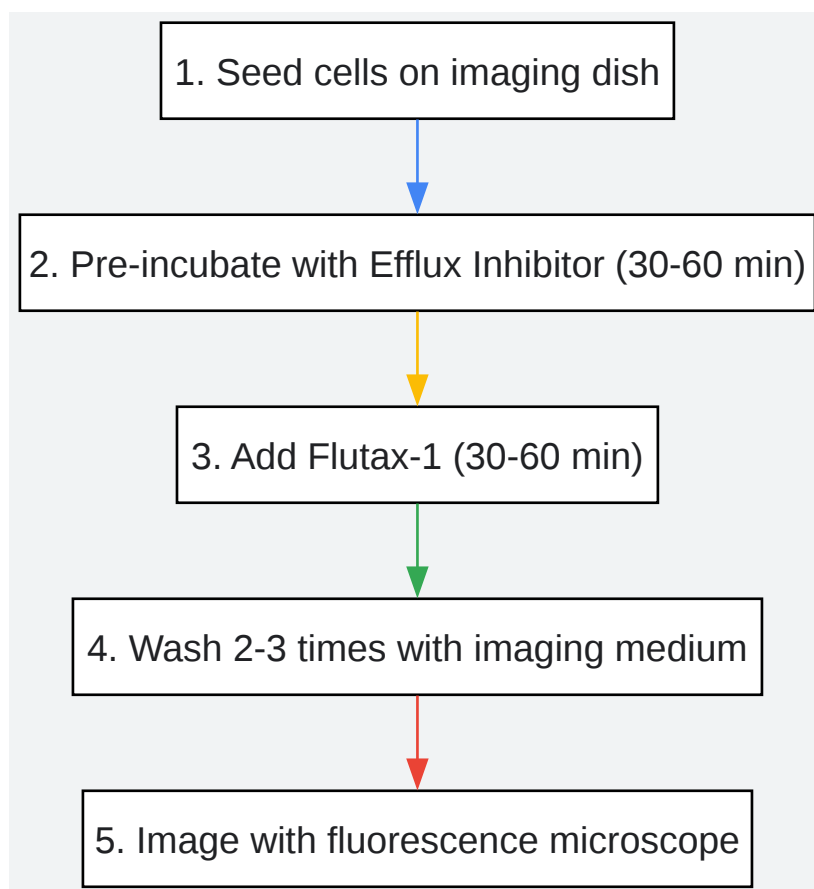 1. Seed cells on imaging dish
2. Pre-incubate with Efflux Inhibitor (30-60 min)
3. Add Flutax-1 (30-60 min)
4. Wash 2-3 times with imaging medium
5. Image with fluorescence microscope